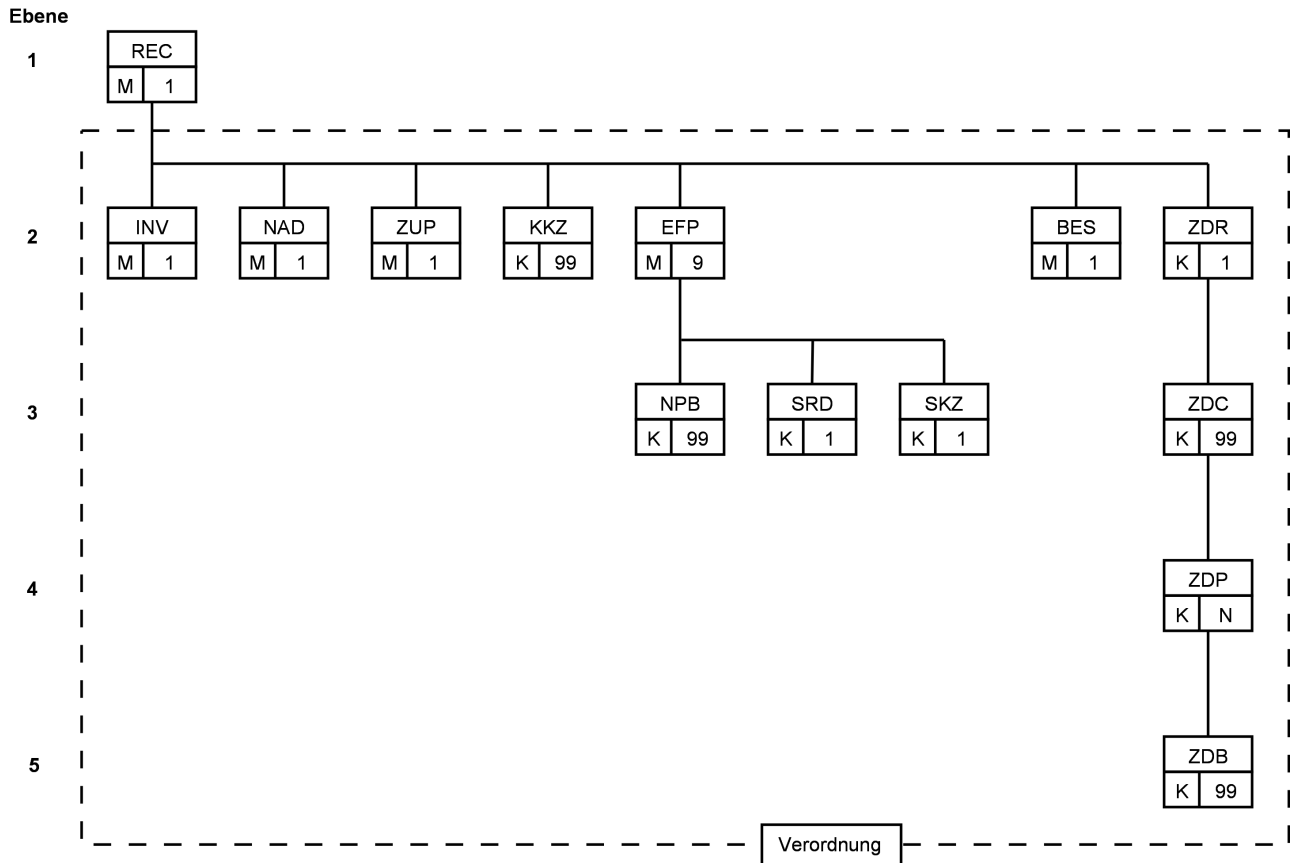 Ebene
1
REC
M 1
2
INV NAD ZUP KKZ EFP BES ZDR
M 1 M 1 M 1 K 99 M 9 M 1 K 1
3
NPB SRD SKZ ZDC
K 99 K 1 K 1 K 99
4
ZDP
K N
5
ZDB
K 99
Verordnung